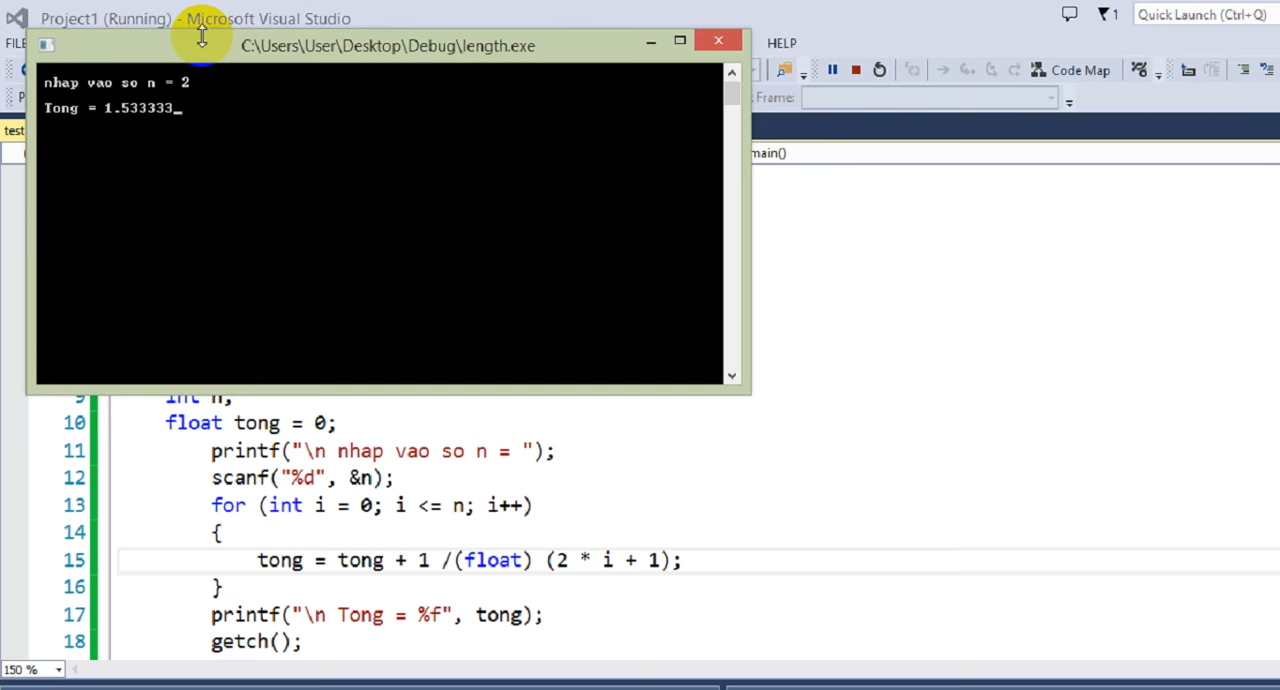 Project1 (Running) - Microsoft Visual Studio
Quick Launch (Ctrl+Q)
1
FILE
C:\Users\User\Desktop\Debug\length.exe
HELP
Code Map
Frame:
nhap vao so n = 2
Tong = 1.533333_
test
main()
9 int n,
10 float tong = 0;
11 printf("\n nhap vao so n = ");
12 scanf("%d", &n);
13 for (int i = 0; i <= n; i++)
14 {
15 tong = tong + 1 /(float) (2 * i + 1);
16 }
17 printf("\n Tong = %f", tong);
18 getch();
150 %